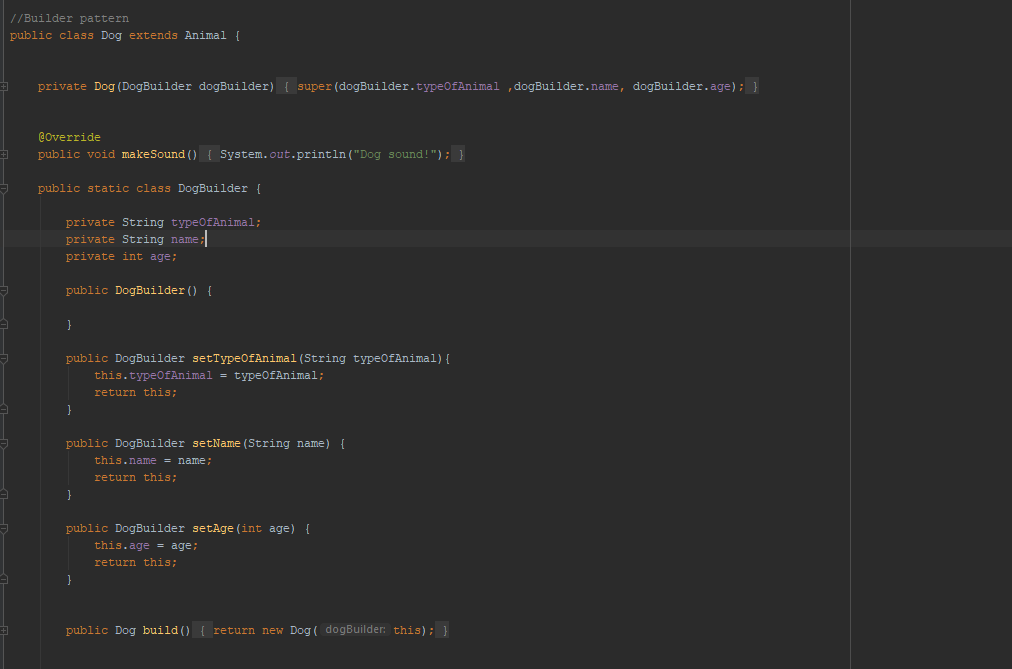 //Builder pattern
public class Dog extends Animal {
private Dog(DogBuilder dogBuilder) { super(dogBuilder.typeOfAnimal ,dogBuilder.name, dogBuilder.age); }
@Override
public void makeSound() { System.out.println("Dog sound!"); }
public static class DogBuilder {
private String typeOfAnimal;
private String name;
private int age;
public DogBuilder() {
}
public DogBuilder setTypeOfAnimal(String typeOfAnimal){
this.typeOfAnimal = typeOfAnimal;
return this;
}
public DogBuilder setName(String name) {
this.name = name;
return this;
}
public DogBuilder setAge(int age) {
this.age = age;
return this;
}
public Dog build() { return new Dog( dogBuilder: this); }